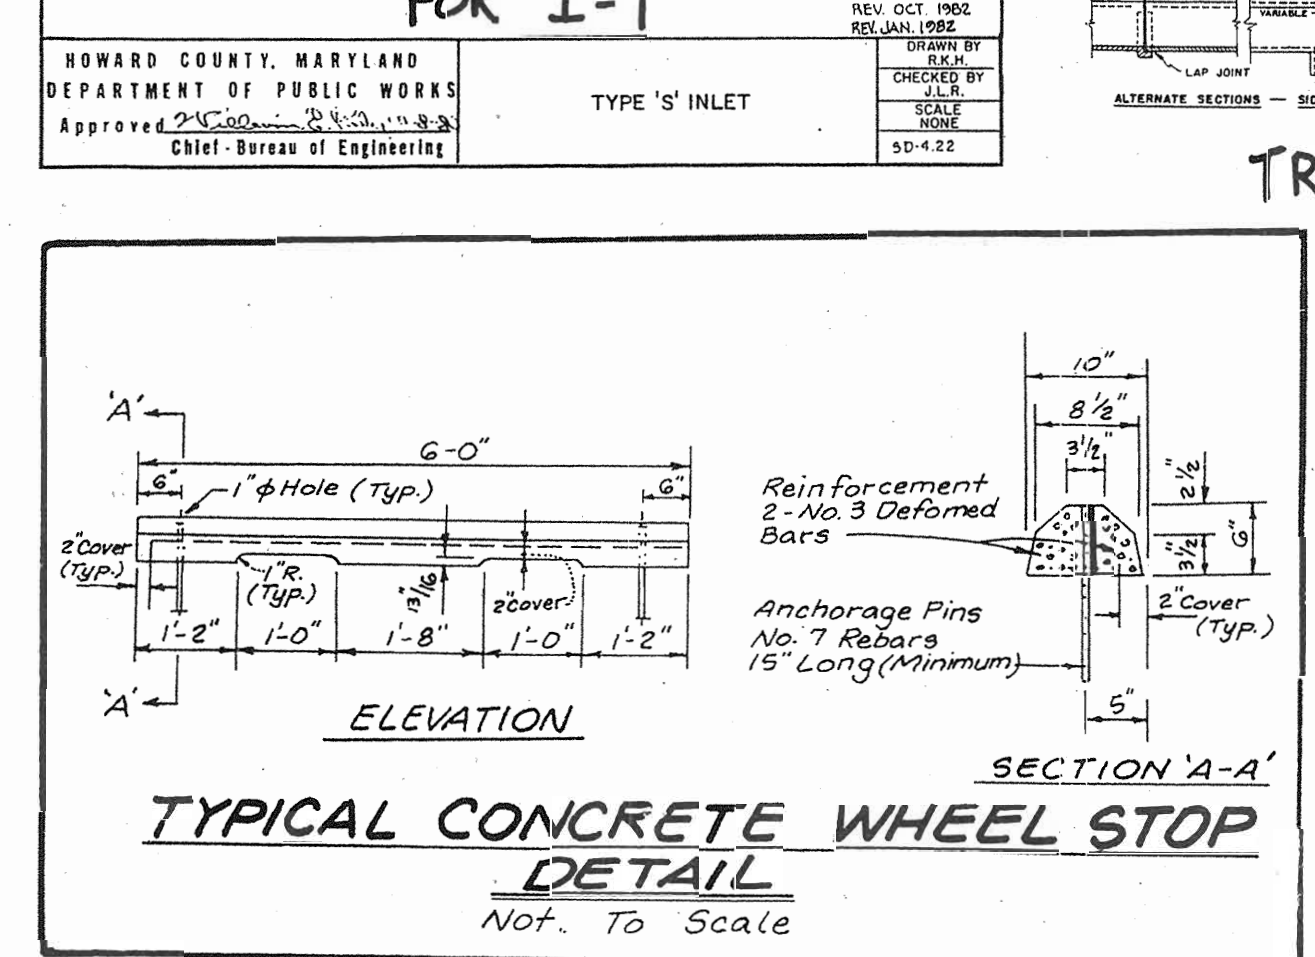 FOR I-1
REV. OCT. 1982
REV. JAN. 1982
HOWARD COUNTY, MARYLAND
DEPARTMENT OF PUBLIC WORKS
Approved
Chief - Bureau of Engineering
TYPE 'S' INLET
DRAWN BY
R.K.H.
CHECKED BY
J.L.R.
SCALE
NONE
SD-4.22
VARIABLE
LAP JOINT
ALTERNATE SECTIONS —
TR
'A'
6-0"
6"
1" ϕ Hole (Typ.)
6"
2" Cover
(Typ.)
1" R.
(Typ.)
13/16"
2" Cover
1'-2"
1'-0"
1'-8"
1'-0"
1'-2"
'A'
ELEVATION
10"
8 1/2"
3 1/2"
2 1/2"
6"
3 1/2"
Reinforcement
2 - No. 3 Defomed
Bars
Anchorage Pins
No. 7 Rebars
15" Long (Minimum)
2" Cover
(Typ.)
5"
SECTION 'A-A'
TYPICAL CONCRETE WHEEL STOP
DETAIL
Not. To Scale